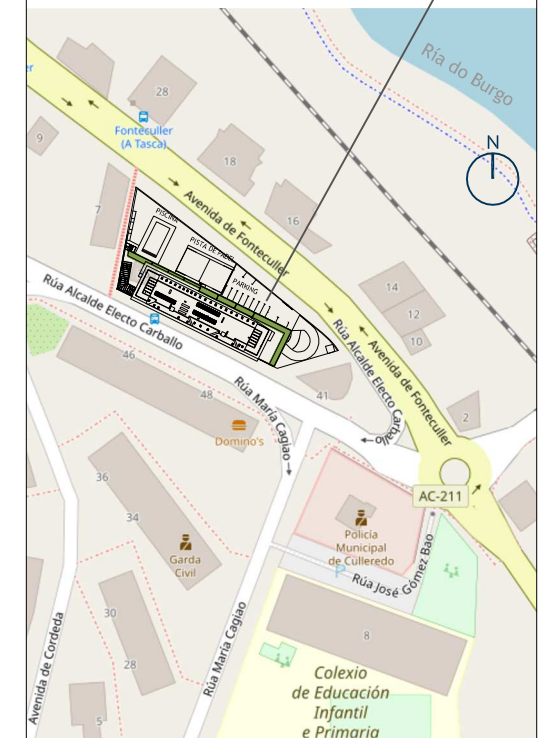 Ría do Burgo
N
er
28
Fontéculler
(A Tasca)
9
18
7
Avenida de Fonteculler
16
PISCINA
PISTA DE PADEL
PARKING
14
12
10
Rúa Alcalde Electo Carballo
Rúa Alcalde Electo Carballo
Avenida de Fonteculler
46
48
41
2
Domino's
Rúa María Cagiao
AC-211
36
34
Garda
Civil
Policía
Municipal
de Culleredo
P
Rúa José Gómez Bao
30
28
8
Rúa María Cagiao
Avenida de Cordeda
5
Colexio
de Educación
Infantil
e Primaria